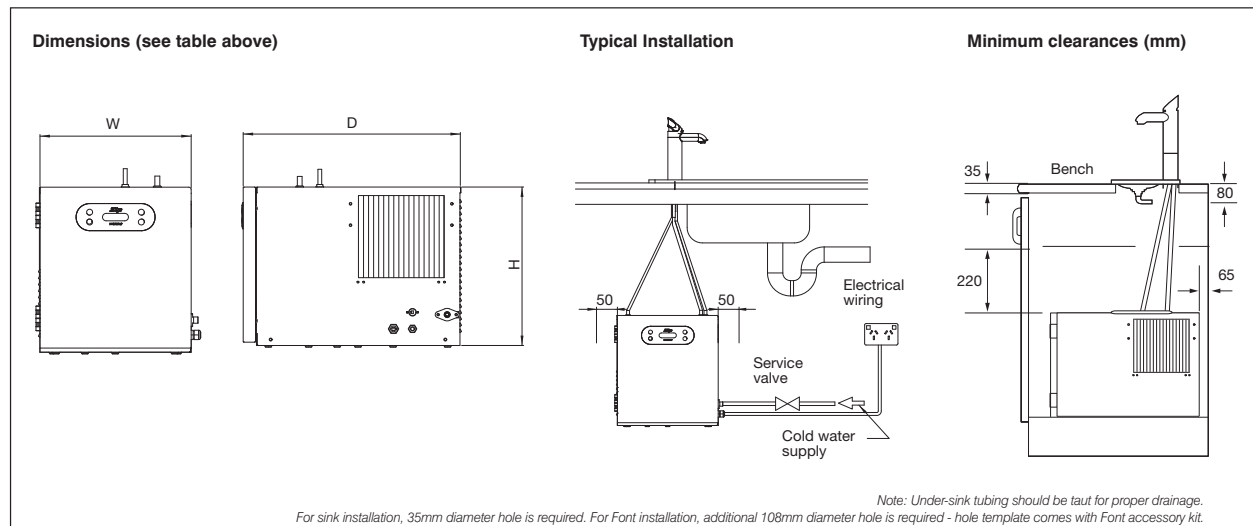 Dimensions (see table above)
Typical Installation
Minimum clearances (mm)
W
D
H
50
50
Electrical
wiring
Service
valve
Cold water
supply
35
Bench
80
220
65
Note: Under-sink tubing should be taut for proper drainage.
For sink installation, 35mm diameter hole is required. For Font installation, additional 108mm diameter hole is required - hole template comes with Font accessory kit.